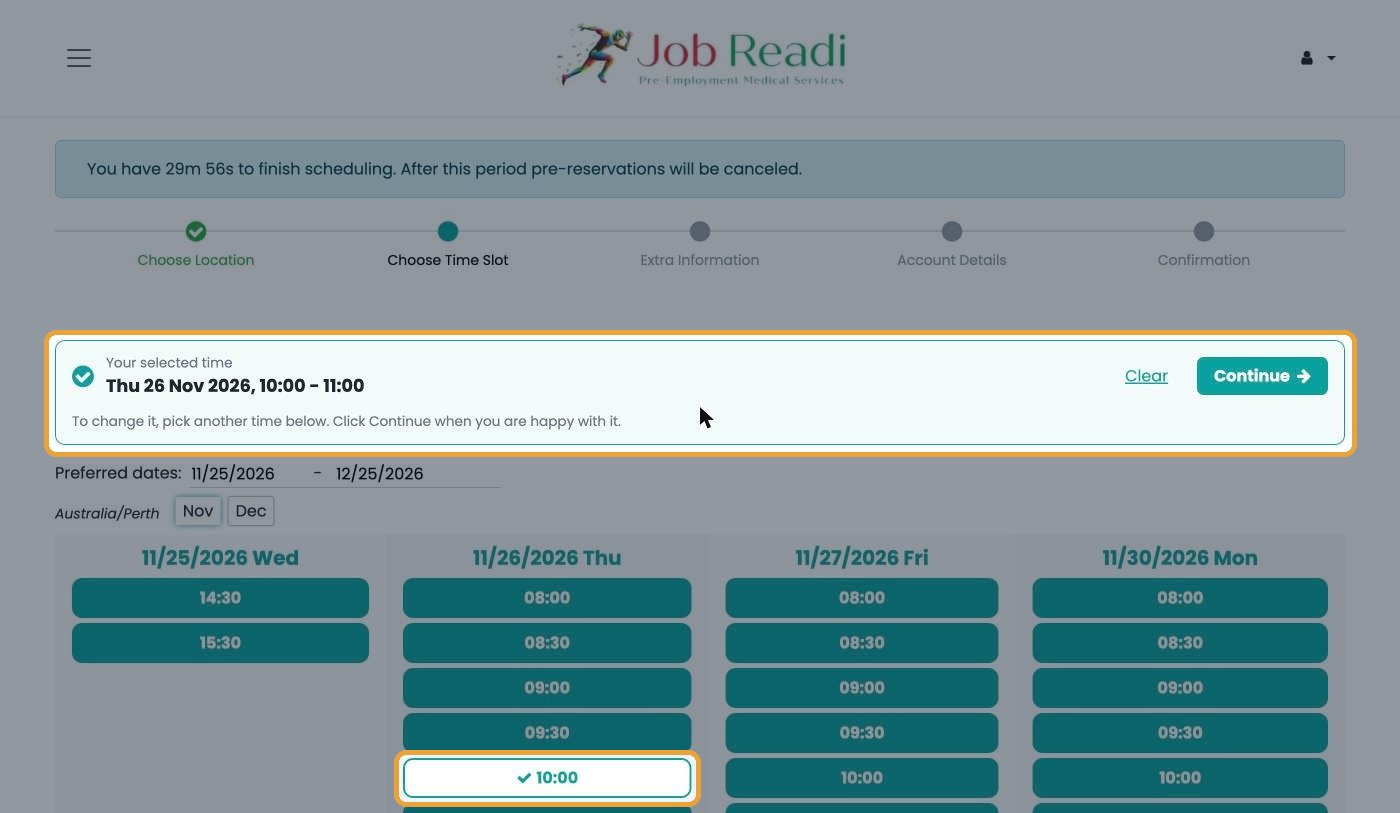 Job Readi
Pre-Employment Medical Services
You have 29m 56s to finish scheduling. After this period pre-reservations will be canceled.
Choose Location
Choose Time Slot
Extra Information
Account Details
Confirmation
Your selected time
Thu 26 Nov 2026, 10:00 - 11:00
Clear
Continue
To change it, pick another time below. Click Continue when you are happy with it.
Preferred dates: 11/25/2026 - 12/25/2026
Australia/Perth Nov Dec
11/25/2026 Wed
14:30
15:30
11/26/2026 Thu
08:00
08:30
09:00
09:30
10:00
11/27/2026 Fri
08:00
08:30
09:00
09:30
10:00
11/30/2026 Mon
08:00
08:30
09:00
09:30
10:00